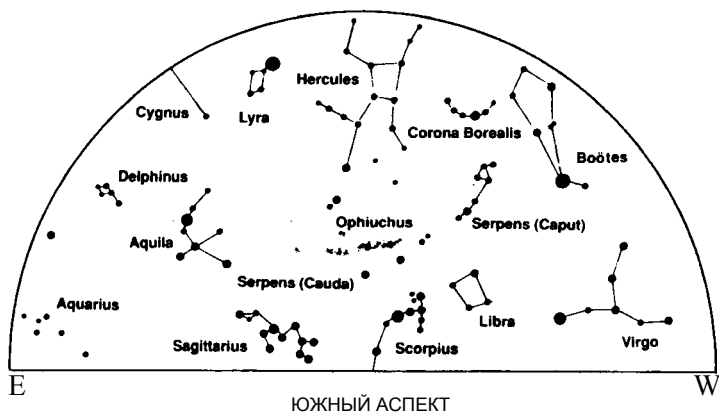 Hercules
Cygnus
Lyra
Corona Borealis
Boötes
Delphinus
Ophiuchus
Serpens (Caput)
Aquila
Serpens (Cauda)
Aquarius
Sagittarius
Scorpius
Libra
Virgo
E
W
ЮЖНЫЙ АСПЕКТ